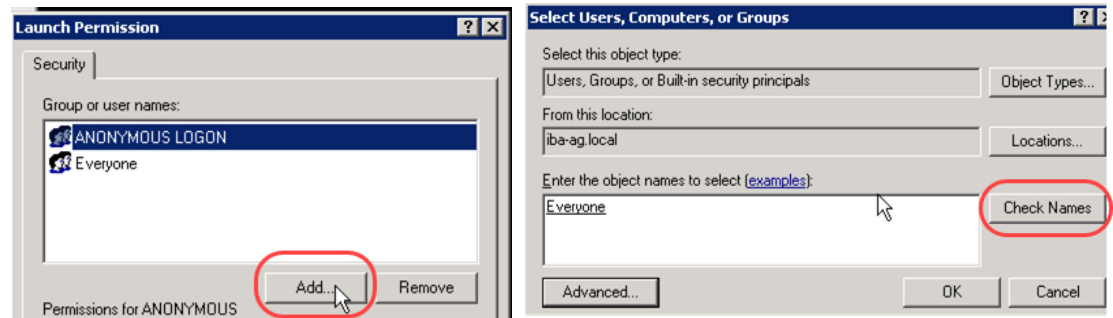 Launch Permission
Security
Group or user names:
ANONYMOUS LOGON
Everyone
Add...
Remove
Permissions for ANONYMOUS
Select Users, Computers, or Groups
Select this object type:
Users, Groups, or Built-in security principals
Object Types...
From this location:
iba-ag.local
Locations...
Enter the object names to select (examples):
Everyone
Check Names
Advanced...
OK
Cancel